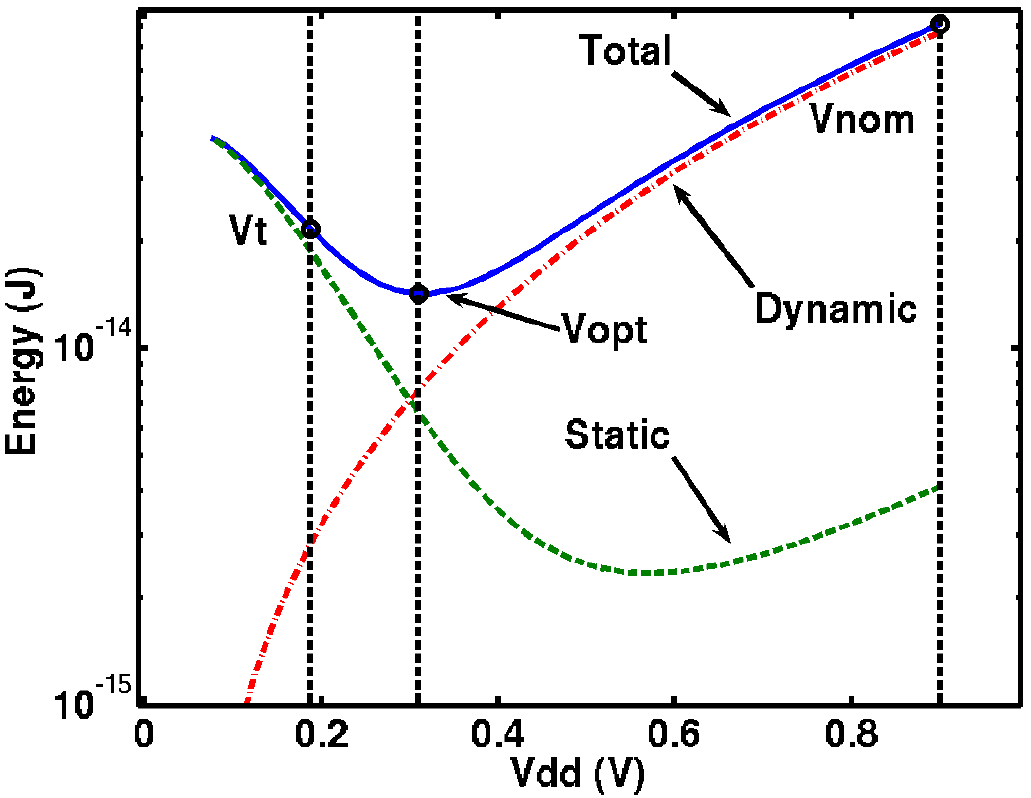 Total
Vnom
Vt
Dynamic
Vopt
Static
Energy (J)
10-14
10-15
0 0.2 0.4 0.6 0.8
Vdd (V)